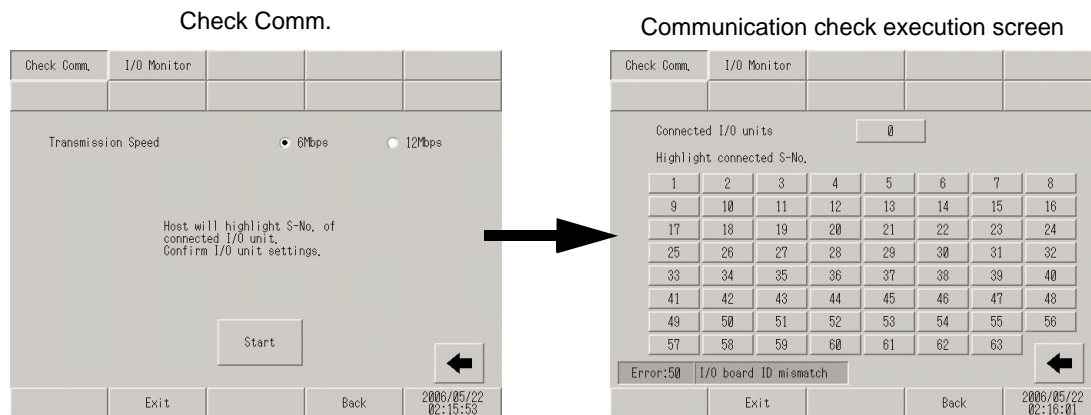 Check Comm.
Check Comm. I/O Monitor
Transmission Speed 6Mbps 12Mbps
Host will highlight S-No. of
connected I/O unit.
Confirm I/O unit settings.
Start
Exit Back 2006/05/22
02:15:53
Communication check execution screen
Check Comm. I/O Monitor
Connected I/O units 0
Highlight connected S-No.
1 2 3 4 5 6 7 8
9 10 11 12 13 14 15 16
17 18 19 20 21 22 23 24
25 26 27 28 29 30 31 32
33 34 35 36 37 38 39 40
41 42 43 44 45 46 47 48
49 50 51 52 53 54 55 56
57 58 59 60 61 62 63
Error:50 I/O board ID mismatch
Exit Back 2006/05/22
02:16:01